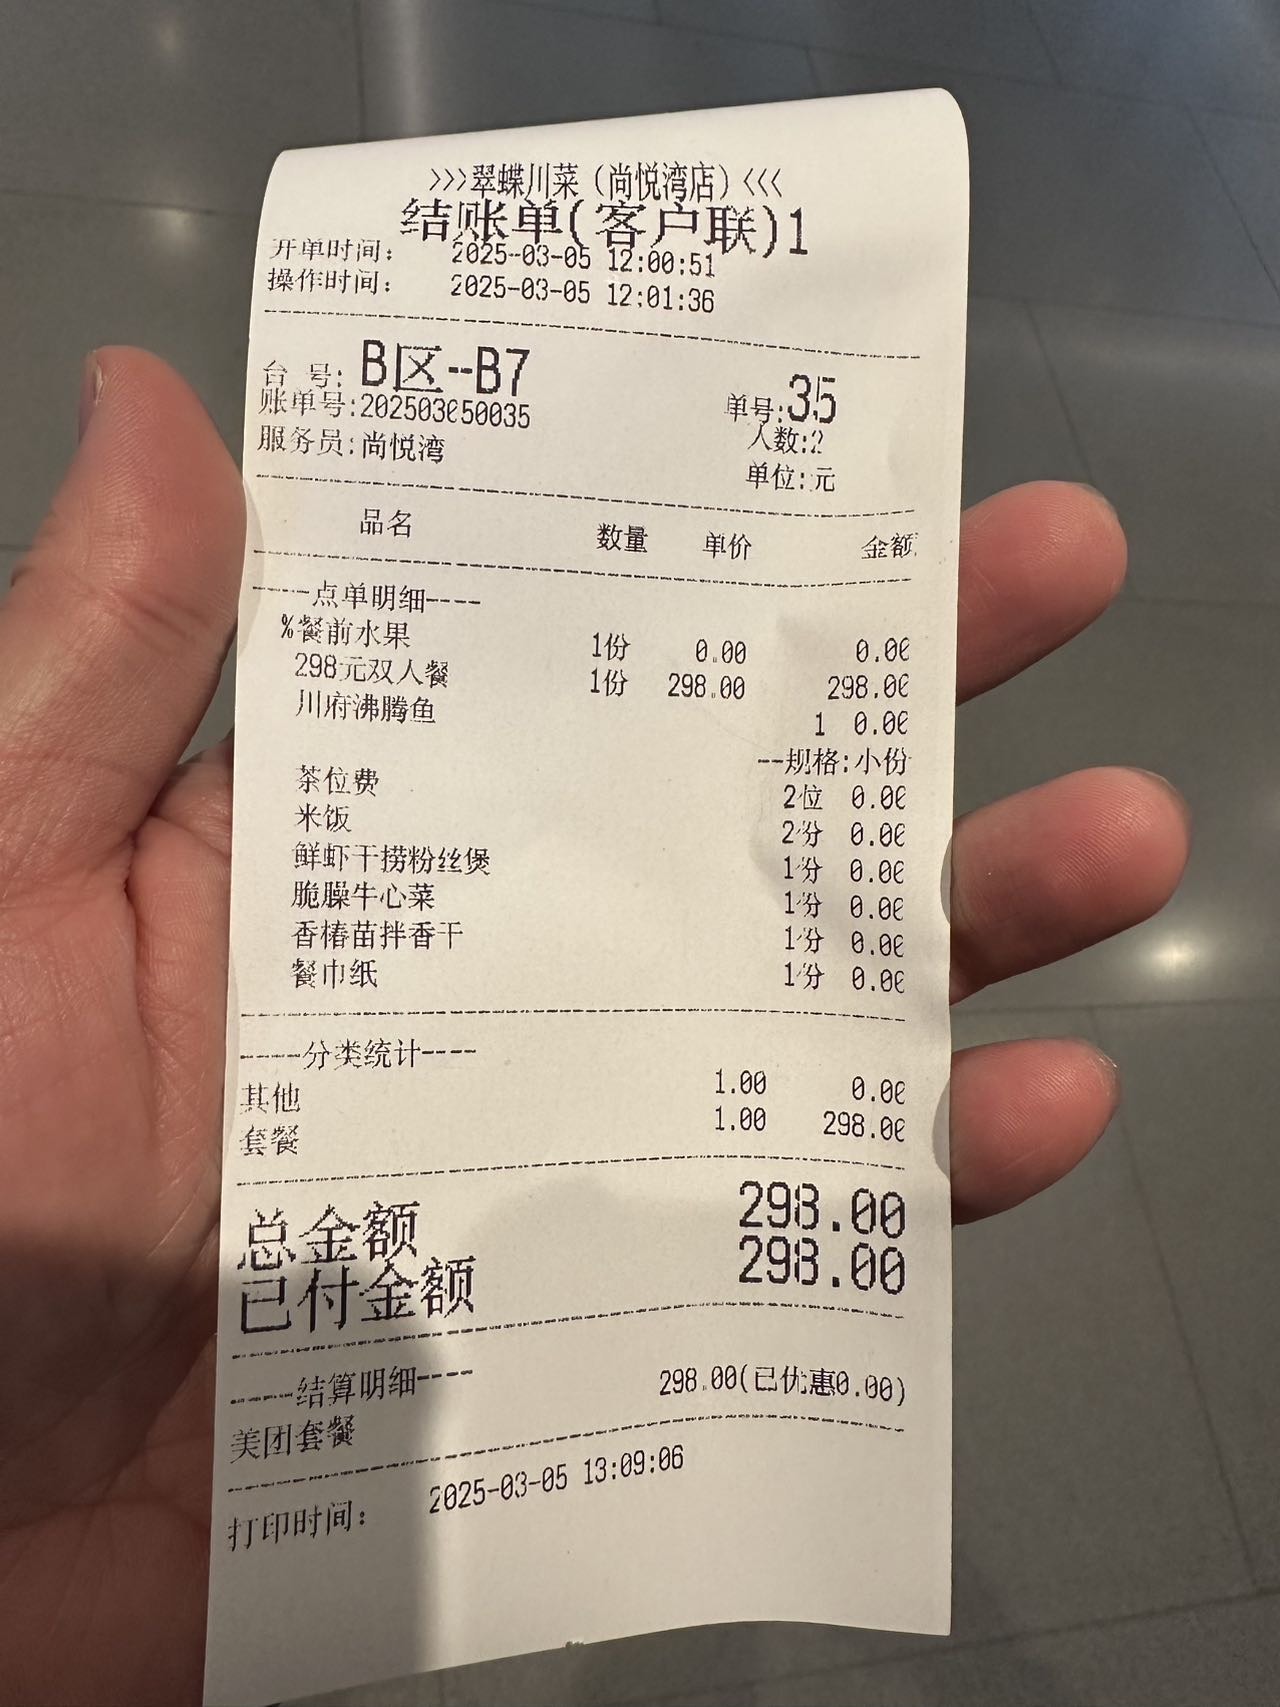 >>>翠蝶川菜（尚悦湾店）<<<
结账单(客户联)1
开单时间： 2025-03-05 12:00:51
操作时间： 2025-03-05 12:01:36
台 号: B区--B7 单号:35
账单号:202503050035 人数:2
服务员:尚悦湾 单位:元
品名 数量 单价 金额
----点单明细----
%餐前水果 1份 0.00 0.00
298元双人餐 1份 298.00 298.00
川府沸腾鱼 1 0.00
--规格:小份
茶位费 2位 0.00
米饭 2份 0.00
鲜虾干捞粉丝煲 1份 0.00
脆臊牛心菜 1份 0.00
香椿苗拌香干 1份 0.00
餐巾纸 1份 0.00
----分类统计----
其他 1.00 0.00
套餐 1.00 298.00
总金额 298.00
已付金额 298.00
----结算明细----
美团套餐 298.00(已优惠0.00)
打印时间： 2025-03-05 13:09:06